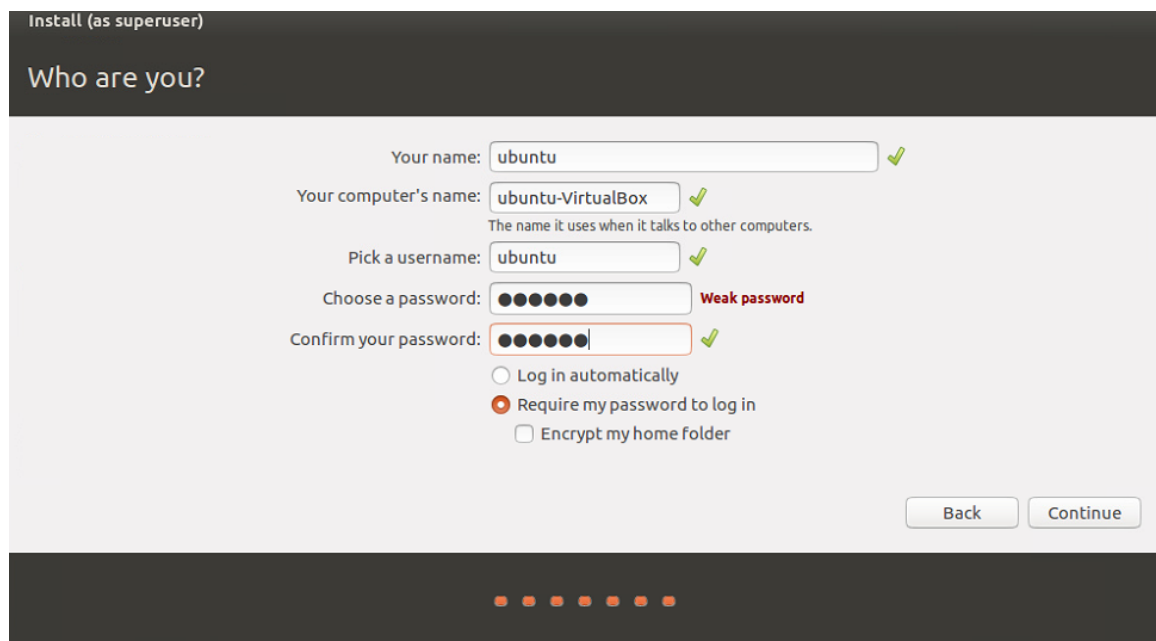 Install (as superuser)
Who are you?
Your name: ubuntu
Your computer's name: ubuntu-VirtualBox
The name it uses when it talks to other computers.
Pick a username: ubuntu
Choose a password: ●●●●●● Weak password
Confirm your password: ●●●●●●
Log in automatically
Require my password to log in
Encrypt my home folder
Back Continue